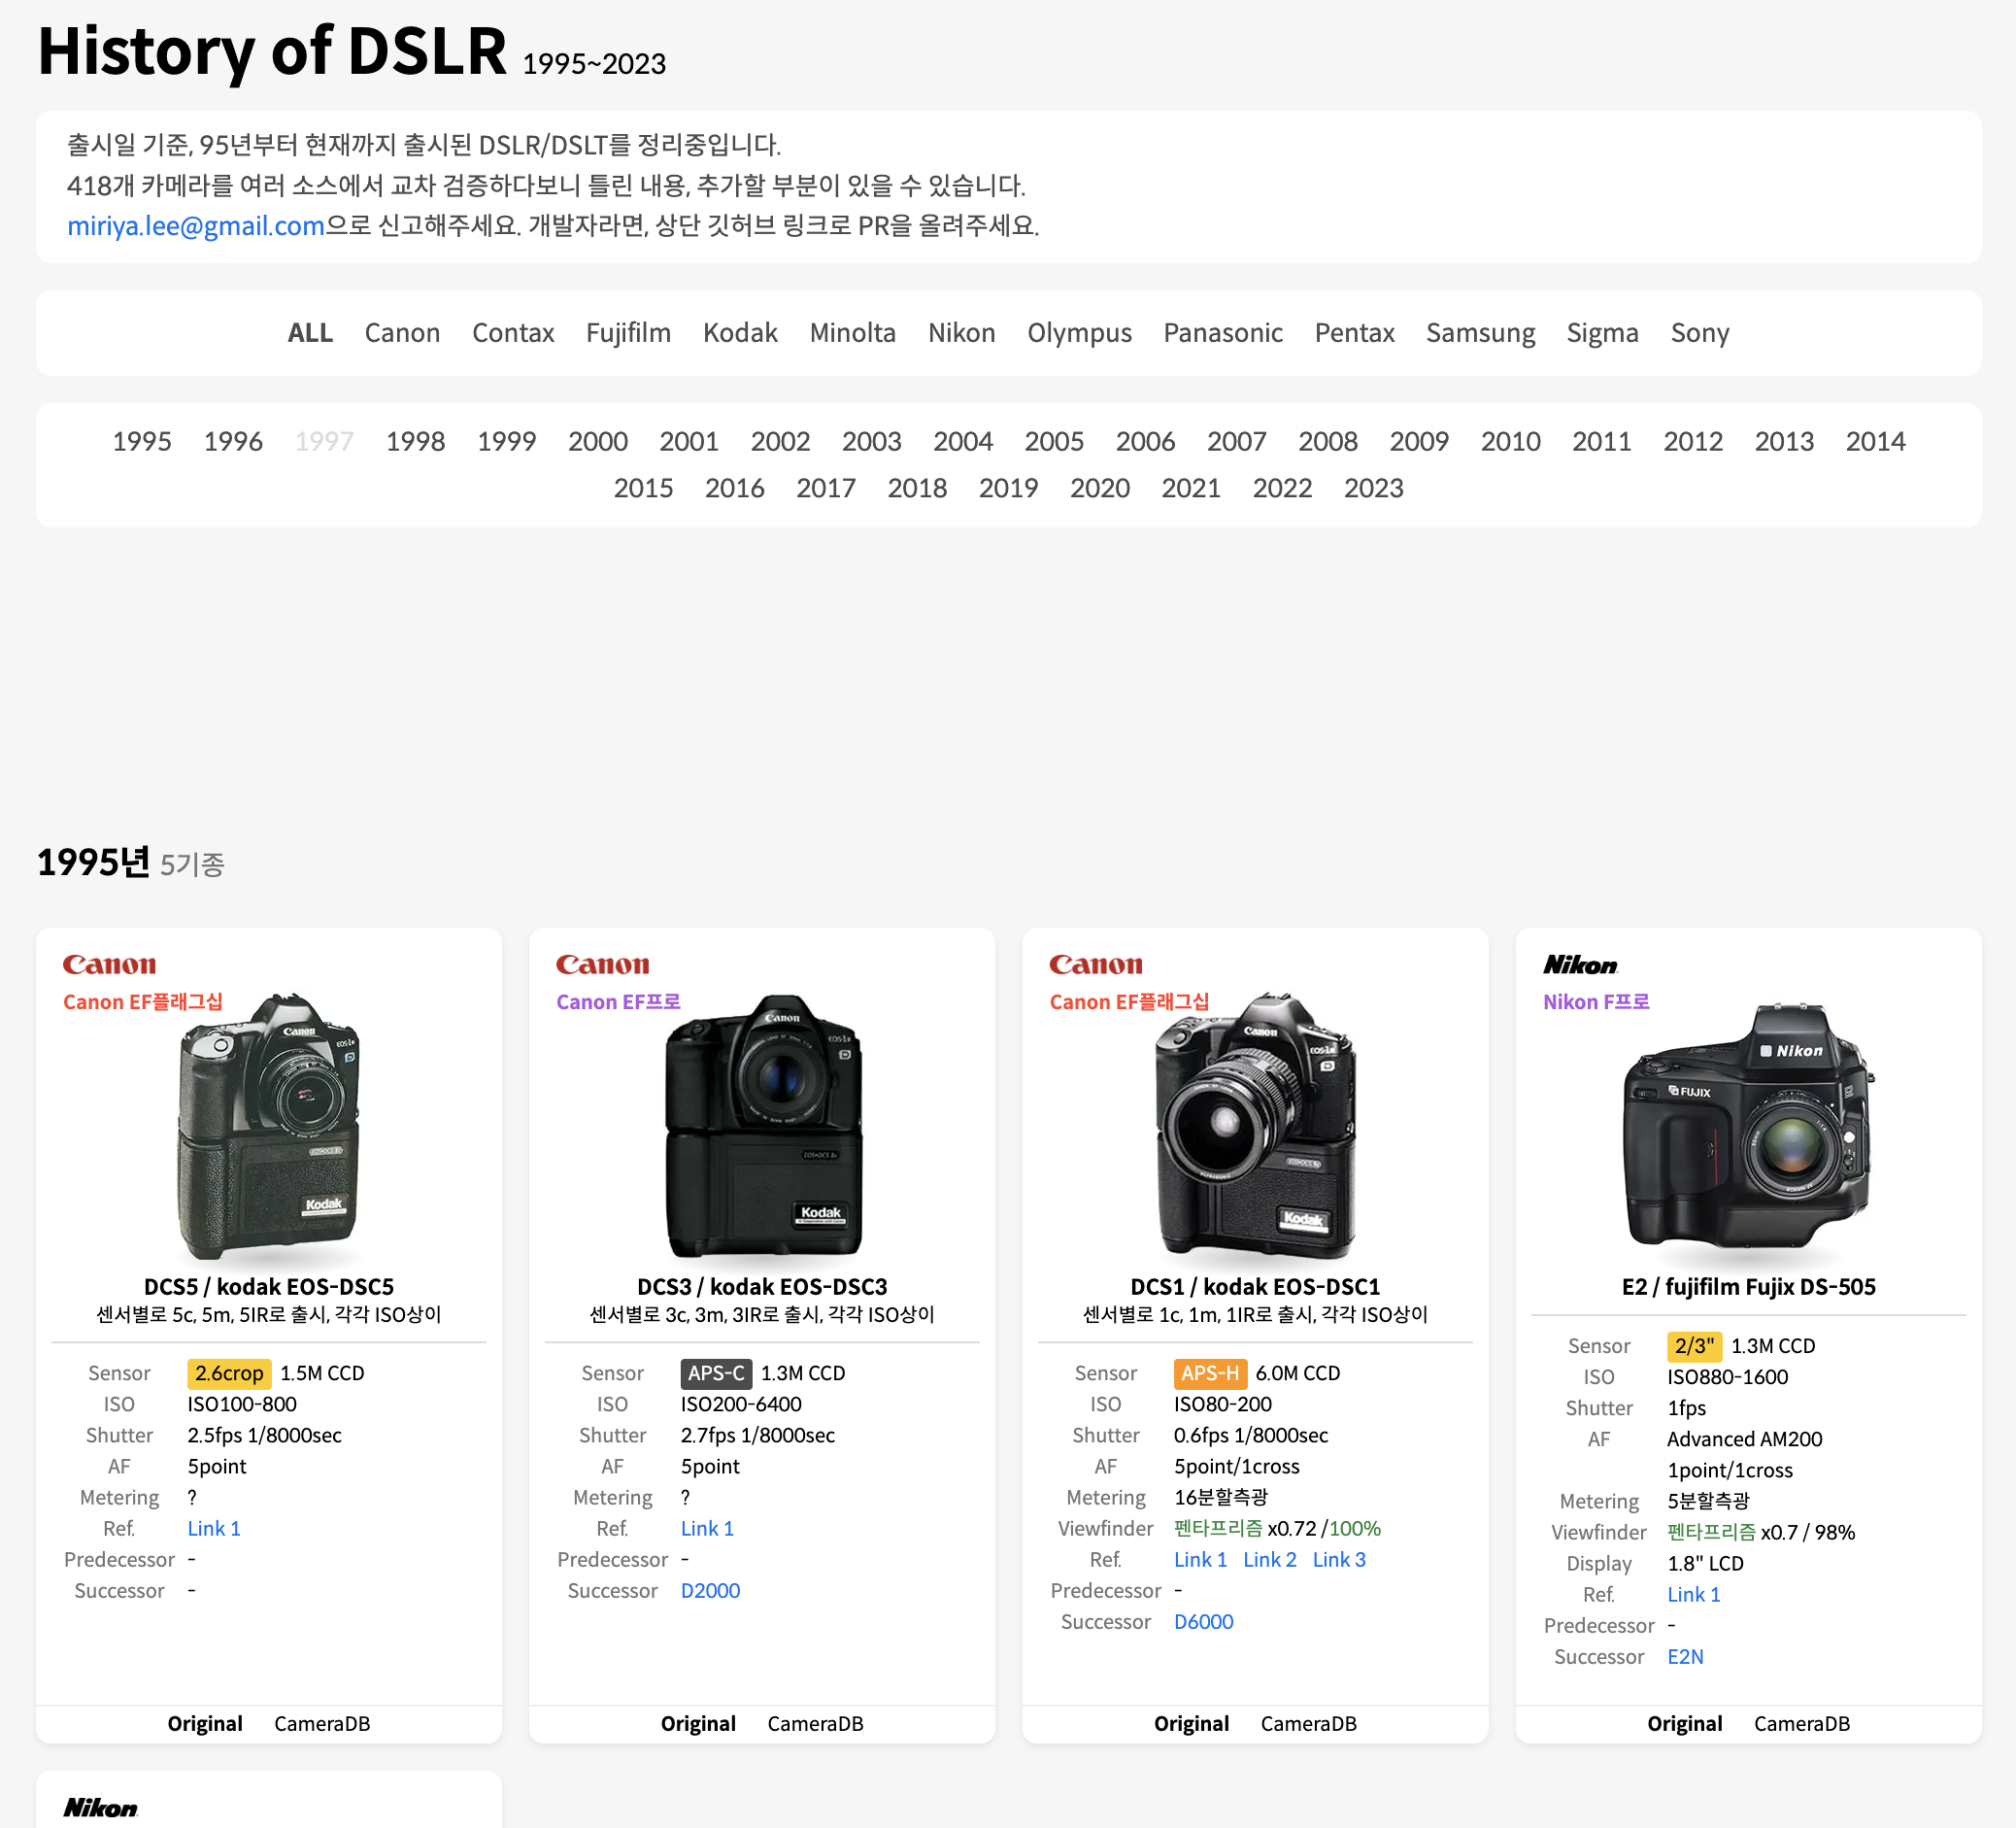 History of DSLR 1995~2023
출시일 기준, 95년부터 현재까지 출시된 DSLR/DSLT를 정리중입니다.
418개 카메라를 여러 소스에서 교차 검증하다보니 틀린 내용, 추가할 부분이 있을 수 있습니다.
miriya.lee@gmail.com으로 신고해주세요. 개발자라면, 상단 깃허브 링크로 PR을 올려주세요.
ALL Canon Contax Fujifilm Kodak Minolta Nikon Olympus Panasonic Pentax Samsung Sigma Sony
1995 1996 1997 1998 1999 2000 2001 2002 2003 2004 2005 2006 2007 2008 2009 2010 2011 2012 2013 2014
2015 2016 2017 2018 2019 2020 2021 2022 2023
1995년 5기종
Canon
Canon EF플래그십
Canon
Kodak
DCS5 / kodak EOS-DSC5
센서별로 5c, 5m, 5IR로 출시, 각각 ISO상이
Sensor 2.6crop 1.5M CCD
ISO ISO100-800
Shutter 2.5fps 1/8000sec
AF 5point
Metering ?
Ref. Link 1
Predecessor -
Successor -
Original CameraDB
Canon
Canon EF프로
Canon
Kodak
DCS3 / kodak EOS-DSC3
센서별로 3c, 3m, 3IR로 출시, 각각 ISO상이
Sensor APS-C 1.3M CCD
ISO ISO200-6400
Shutter 2.7fps 1/8000sec
AF 5point
Metering ?
Ref. Link 1
Predecessor -
Successor D2000
Original CameraDB
Canon
Canon EF플래그십
Canon
Kodak
DCS1 / kodak EOS-DSC1
센서별로 1c, 1m, 1IR로 출시, 각각 ISO상이
Sensor APS-H 6.0M CCD
ISO ISO80-200
Shutter 0.6fps 1/8000sec
AF 5point/1cross
Metering 16분할측광
Viewfinder 펜타프리즘 x0.72 /100%
Ref. Link 1 Link 2 Link 3
Predecessor -
Successor D6000
Original CameraDB
Nikon
Nikon F프로
Nikon
FUJIX
E2 / fujifilm Fujix DS-505
Sensor 2/3" 1.3M CCD
ISO ISO880-1600
Shutter 1fps
AF Advanced AM200
1point/1cross
Metering 5분할측광
Viewfinder 펜타프리즘 x0.7 / 98%
Display 1.8" LCD
Ref. Link 1
Predecessor -
Successor E2N
Original CameraDB
Nikon